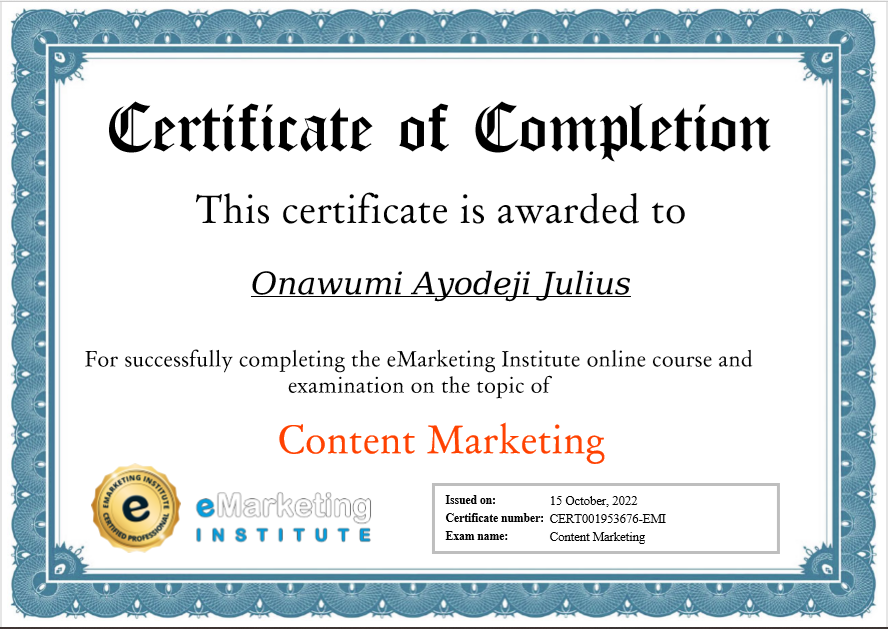 Certificate of Completion
This certificate is awarded to
Onawumi Ayodeji Julius
For successfully completing the eMarketing Institute online course and
examination on the topic of
Content Marketing
EMARKETING INSTITUTE
e
CERTIFIED PROFESSIONAL
eMarketing
INSTITUTE
Issued on: 15 October, 2022
Certificate number: CERT001953676-EMI
Exam name: Content Marketing